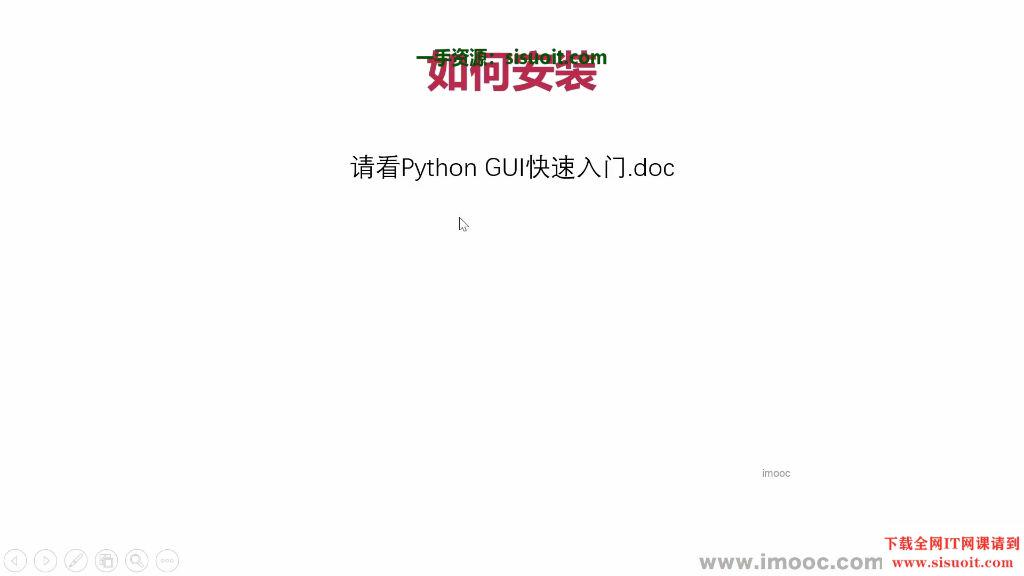 一手资源：sisuoit.com
如何安装
请看Python GUI快速入门.doc
imooc
下载全网IT网课请到
www.imooc.com
www.sisuoit.com